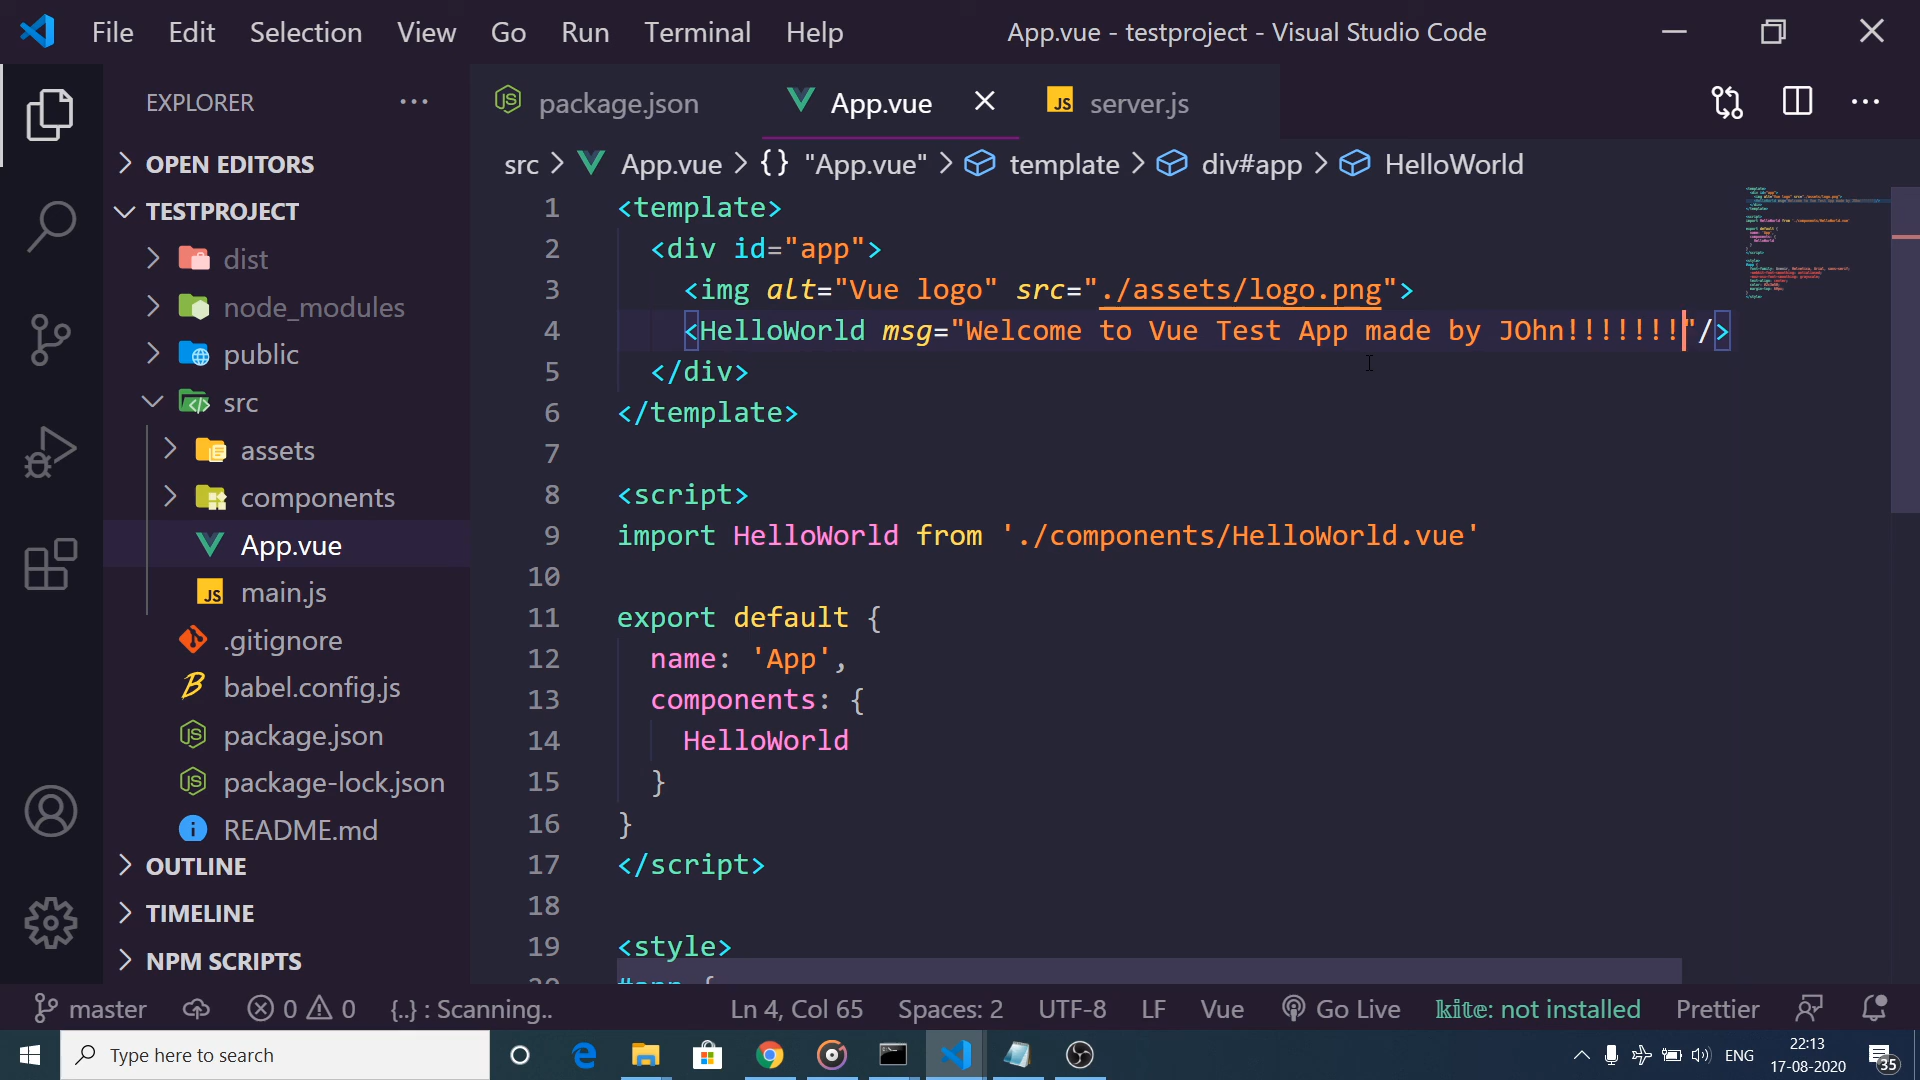 File Edit Selection View Go Run Terminal Help App.vue - testproject - Visual Studio Code
EXPLORER
OPEN EDITORS
TESTPROJECT
dist
node_modules
public
src
assets
components
App.vue
JS main.js
.gitignore
babel.config.js
package.json
package-lock.json
README.md
OUTLINE
TIMELINE
NPM SCRIPTS
package.json App.vue JS server.js
src > App.vue > {} "App.vue" > template > div#app > HelloWorld
1 <template>
2 <div id="app">
3 <img alt="Vue logo" src="./assets/logo.png">
4 <HelloWorld msg="Welcome to Vue Test App made by JOhn!!!!!!!"/>
5 </div>
6 </template>
7
8 <script>
9 import HelloWorld from './components/HelloWorld.vue'
10
11 export default {
12 name: 'App',
13 components: {
14 HelloWorld
15 }
16 }
17 </script>
18
19 <style>
master 0 0 {..} : Scanning.. Ln 4, Col 65 Spaces: 2 UTF-8 LF Vue Go Live kite: not installed Prettier
Type here to search
ENG
22:13
17-08-2020
35